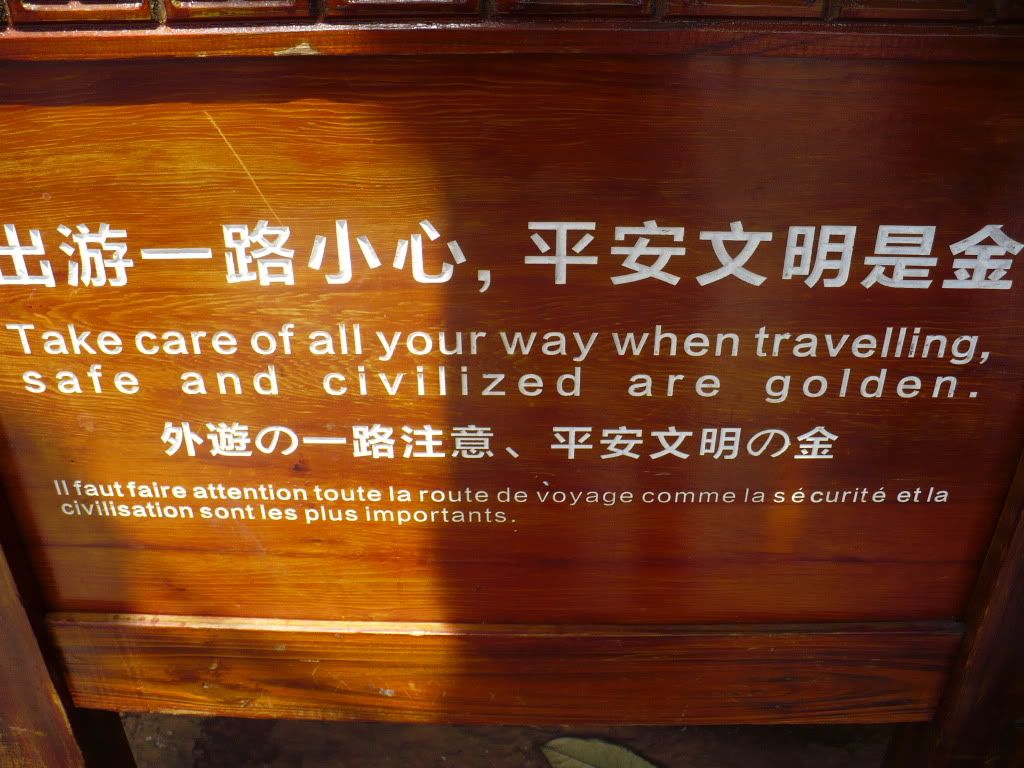 出游一路小心，平安文明是金
Take care of all your way when travelling,
safe and civilized are golden.
外遊の一路注意、平安文明の金
Il faut faire attention toute la route de voyage comme la sécurité et la
civilisation sont les plus importants.